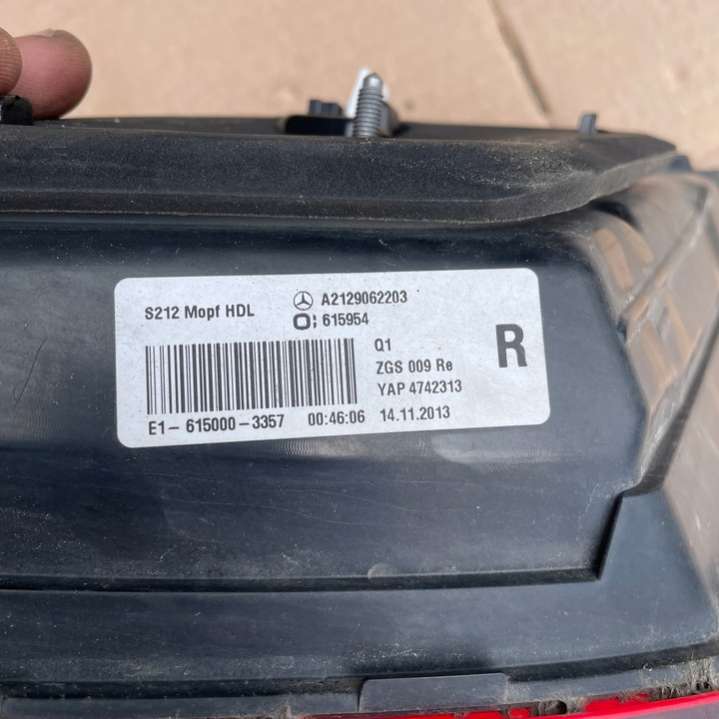 S212 Mopf HDL
A2129062203
615954
Q1
ZGS 009 Re
YAP 4742313
R
E1-615000-3357 00:46:06 14.11.2013